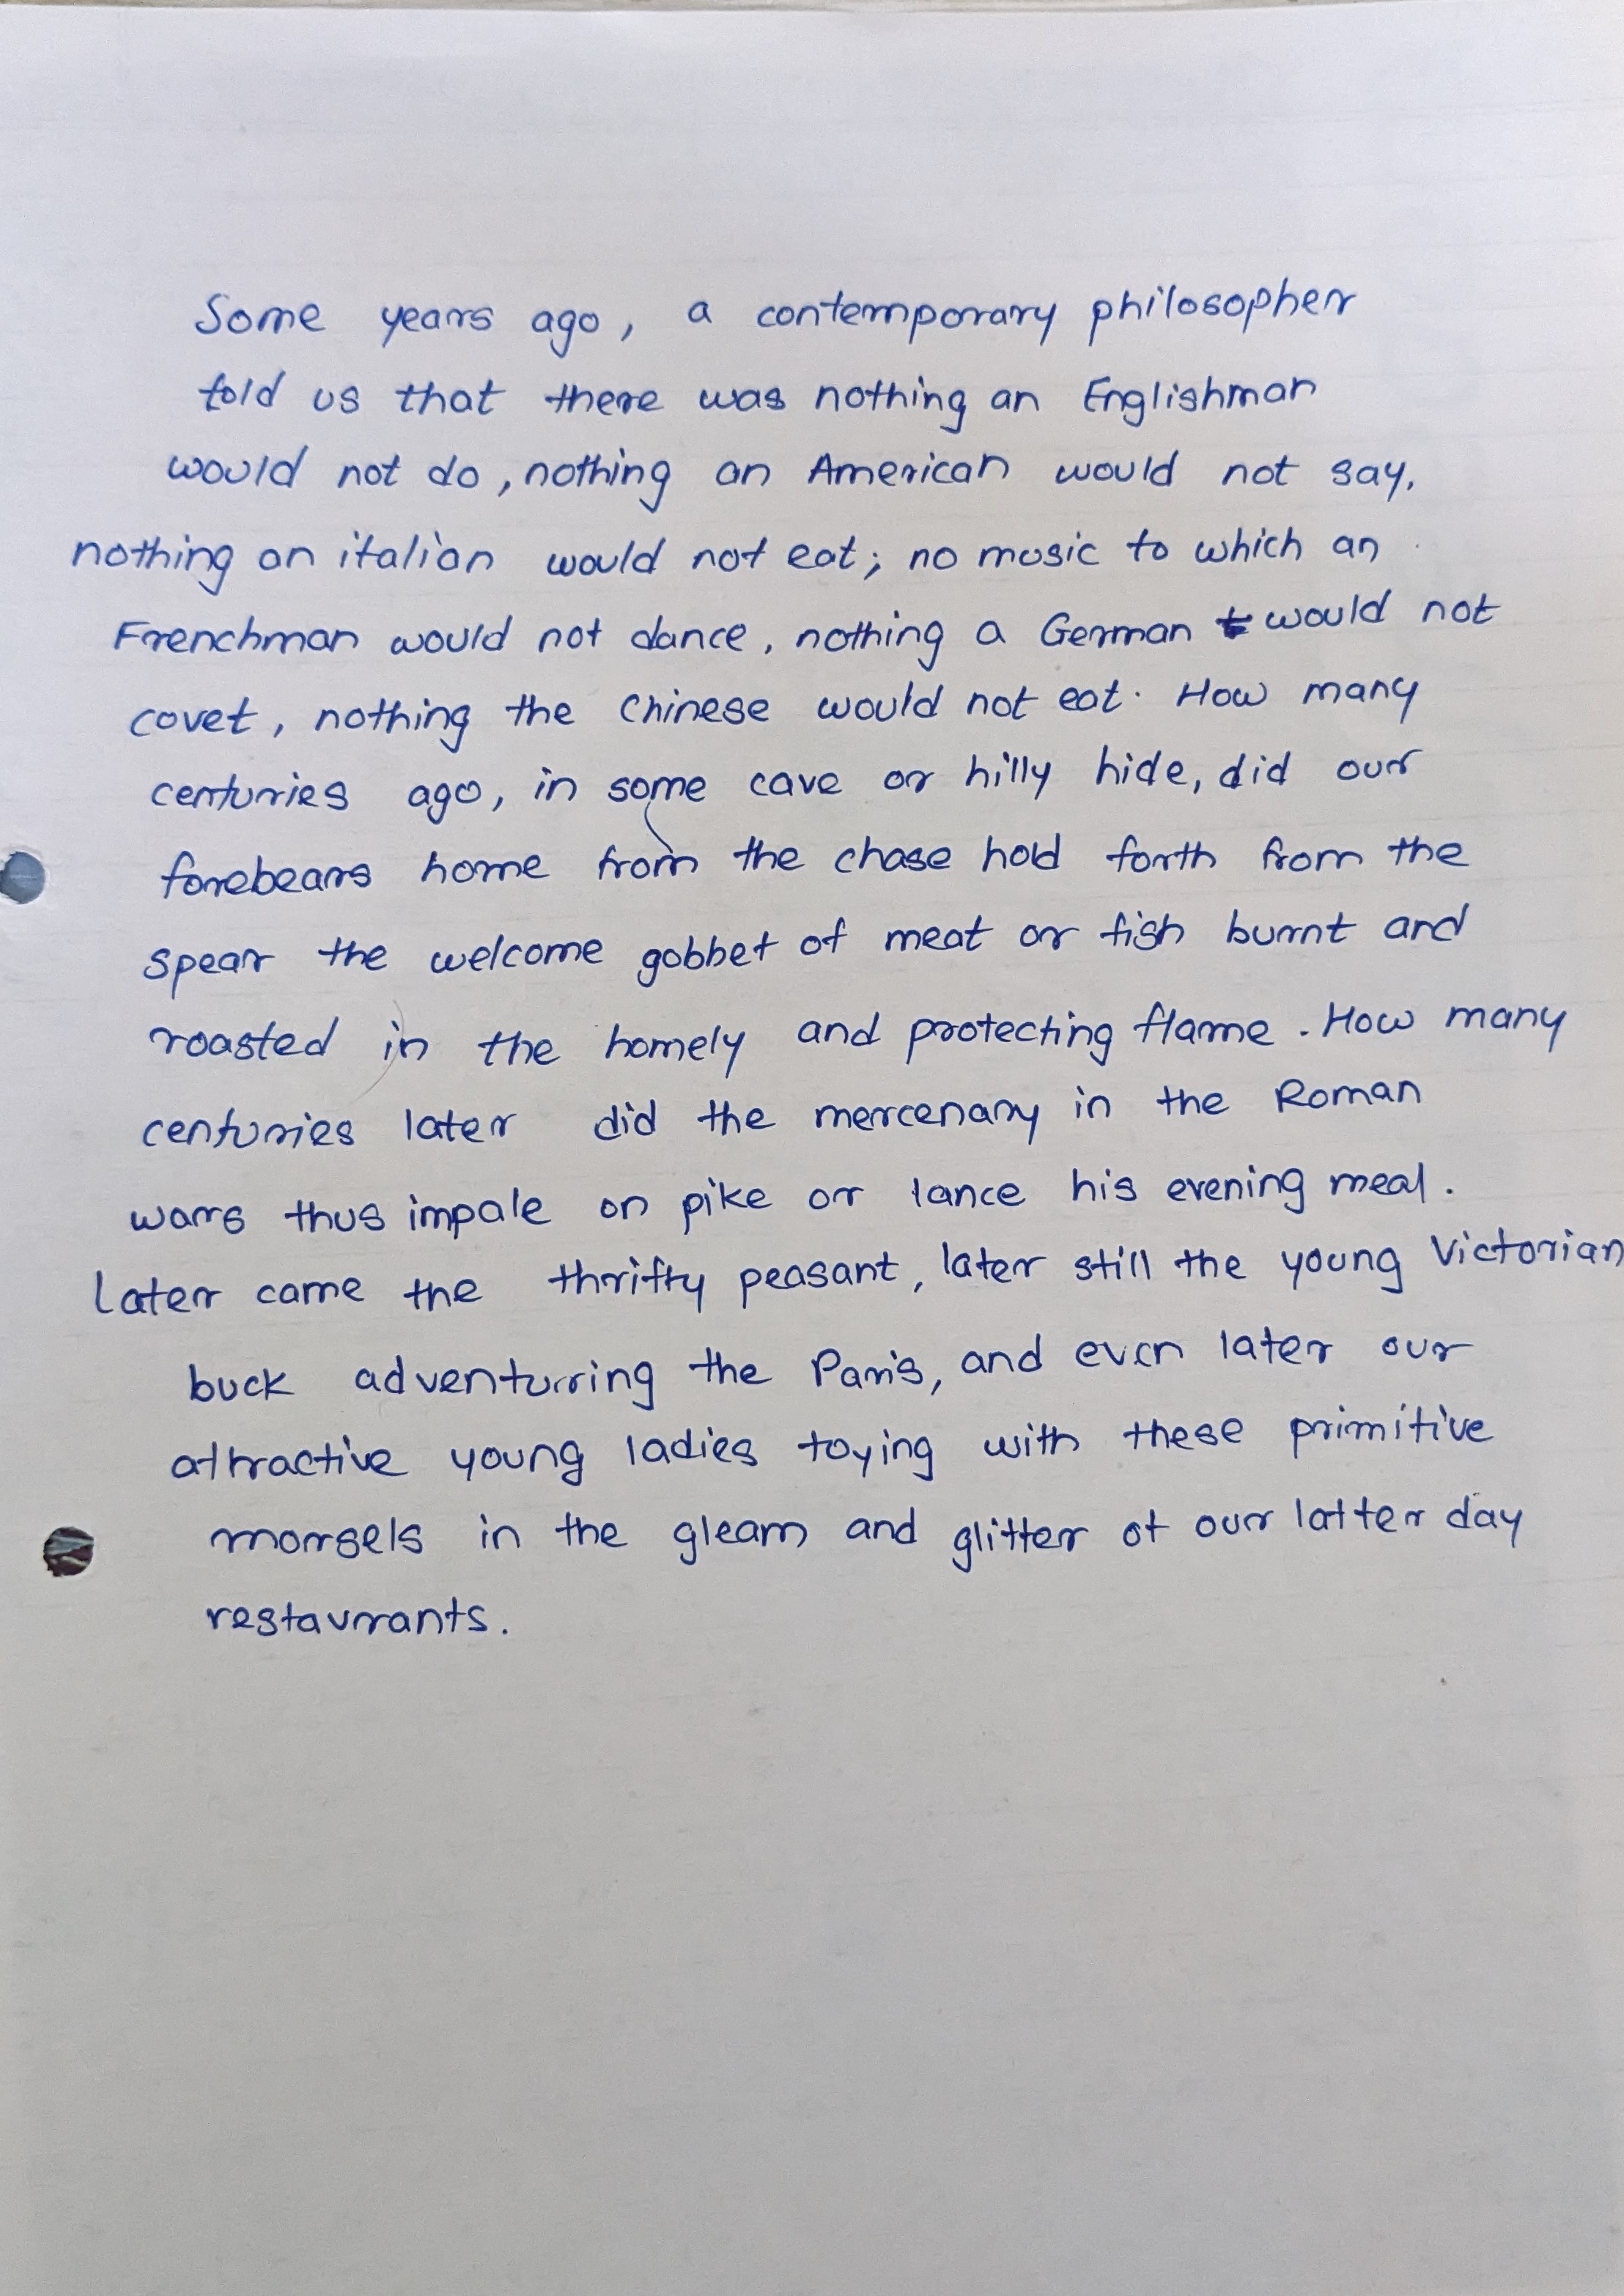 Some years ago, a contemporary philosopher
told us that there was nothing an Englishman
would not do, nothing an American would not say,
nothing an italian would not eat; no music to which an
Frenchman would not dance, nothing a German would not
covet, nothing the Chinese would not eat. How many
centuries ago, in some cave or hilly hide, did our
forebears home from the chase hold forth from the
spear the welcome gobbet of meat or fish burnt and
roasted in the homely and protecting flame. How many
centuries later did the mercenary in the Roman
wars thus impale on pike or lance his evening meal.
Later came the thrifty peasant, later still the young Victorian
buck adventurring the Paris, and even later our
attractive young ladies toying with these primitive
morsels in the gleam and glitter of our latter day
restaurants.